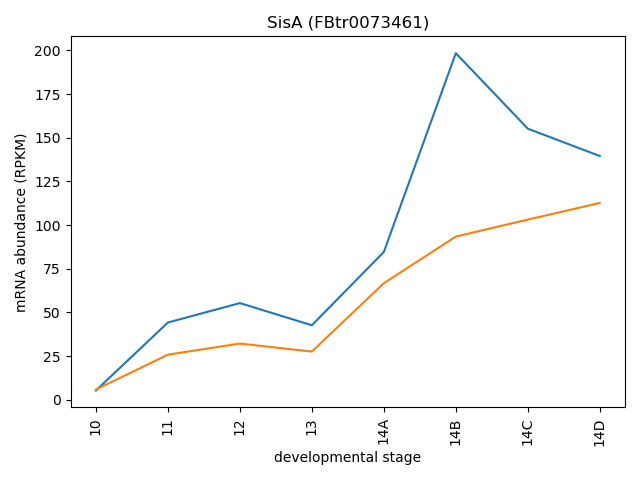 SisA (FBtr0073461)
mRNA abundance (RPKM)
200
175
150
125
100
75
50
25
0
10
11
12
13
14A
14B
14C
14D
developmental stage